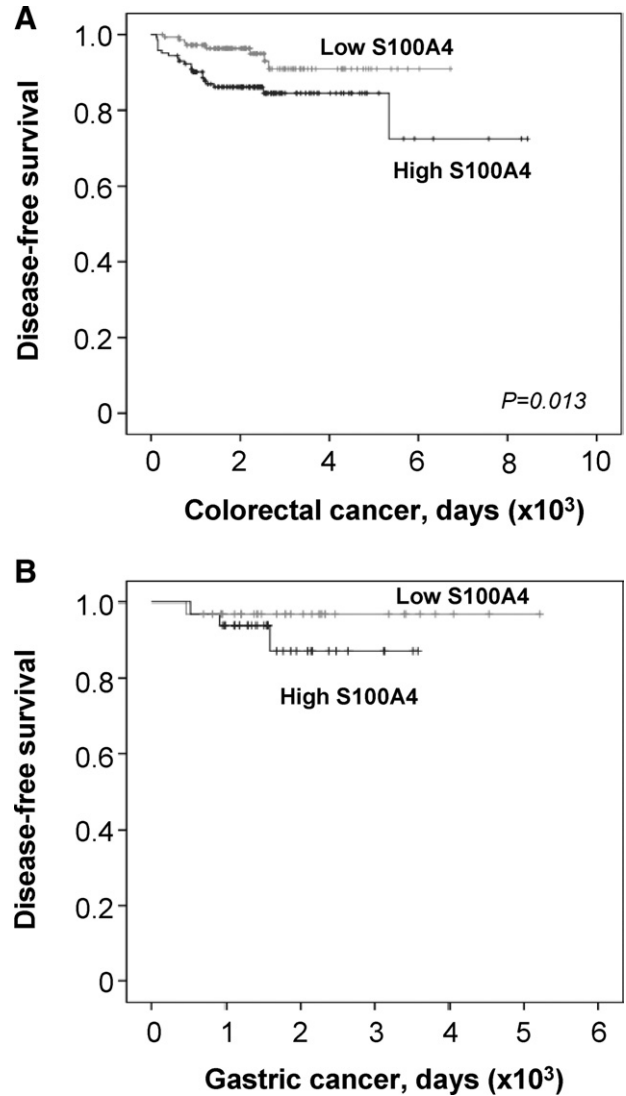 A
Disease-free survival
1.0
0.8
0.6
0.4
0.2
0
Low S100A4
High S100A4
P=0.013
0 2 4 6 8 10
Colorectal cancer, days (x10³)
B
Disease-free survival
1.0
0.8
0.6
0.4
0.2
0
Low S100A4
High S100A4
0 1 2 3 4 5 6
Gastric cancer, days (x10³)